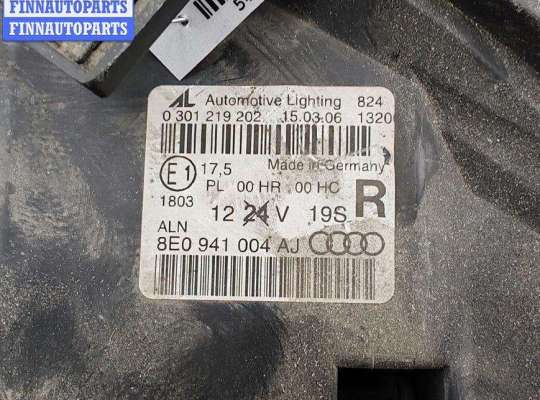 FINNAUTOPARTS
FINNAUTOPARTS
AL Automotive Lighting 824
0 301 219 202 15.03.06 1320
E1 17,5 Made in Germany
PL 00 HR 00 HC R
1803
12 24 V 19S
ALN
8E0 941 004 AJ